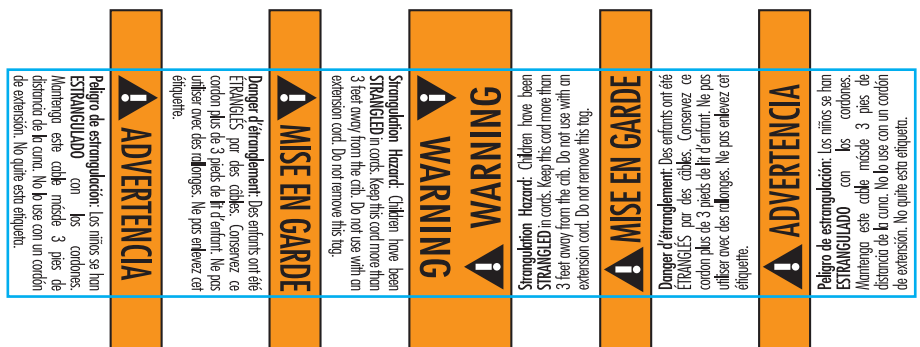 WARNING
Strangulation Hazard: Children have been
STRANGLED in cords. Keep this cord more than
3 feet away from the crib. Do not use with an
extension cord. Do not remove this tag.
MISE EN GARDE
Danger d'étranglement: Des enfants ont été
ÉTRANGLÉS par des câbles. Conservez ce
cordon plus de 3 pieds de lit d'enfant. Ne pas
utiliser avec des rallonges. Ne pas enlevez cet
étiquette.
ADVERTENCIA
Peligro de estrangulación: Los niños se han
ESTRANGULADO con los cordones.
Mantenga este cable másde 3 pies de
distancia de la cuna. No lo use con un cordón
de extensión. No quite esta etiqueta.
WARNING
Strangulation Hazard: Children have been
STRANGLED in cords. Keep this cord more than
3 feet away from the crib. Do not use with an
extension cord. Do not remove this tag.
MISE EN GARDE
Danger d'étranglement: Des enfants ont été
ÉTRANGLÉS par des câbles. Conservez ce
cordon plus de 3 pieds de lit d'enfant. Ne pas
utiliser avec des rallonges. Ne pas enlevez cet
étiquette.
ADVERTENCIA
Peligro de estrangulación: Los niños se han
ESTRANGULADO con los cordones.
Mantenga este cable másde 3 pies de
distancia de la cuna. No lo use con un cordón
de extensión. No quite esta etiqueta.